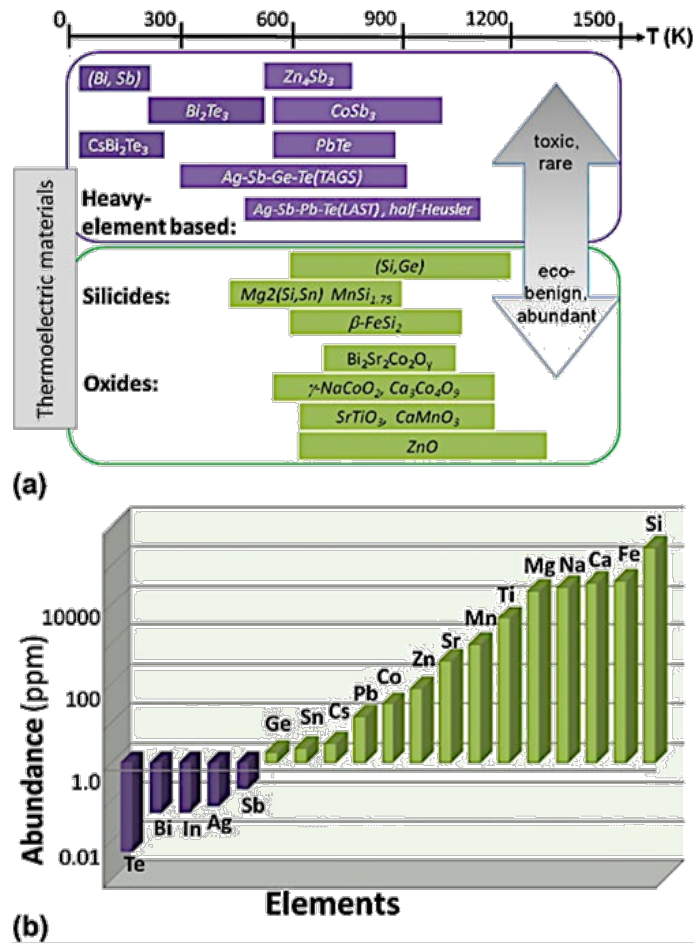 0 300 600 900 1200 1500
T (K)
(Bi, Sb) Zn₄Sb₃
Bi₂Te₃ CoSb₃
CsBi₂Te₃ PbTe
Ag-Sb-Ge-Te(TAGS)
Ag-Sb-Pb-Te(LAST), half-Heusler
Heavy-
element based:
toxic,
rare
Thermoelectric materials
(Si,Ge)
Silicides: Mg2(Si,Sn) MnSi₁.₇₅
β-FeSi₂
eco-
benign,
abundant
Bi₂Sr₂Co₂Oᵧ
Oxides: γ-NaCoO₂, Ca₃Co₄O₉
SrTiO₃, CaMnO₃
ZnO
(a)
Abundance (ppm)
10000
100
1.0
0.01
Te Bi In Ag Sb Ge Sn Cs Pb Co Zn Sr Mn Ti Mg Na Ca Fe Si
Elements
(b)